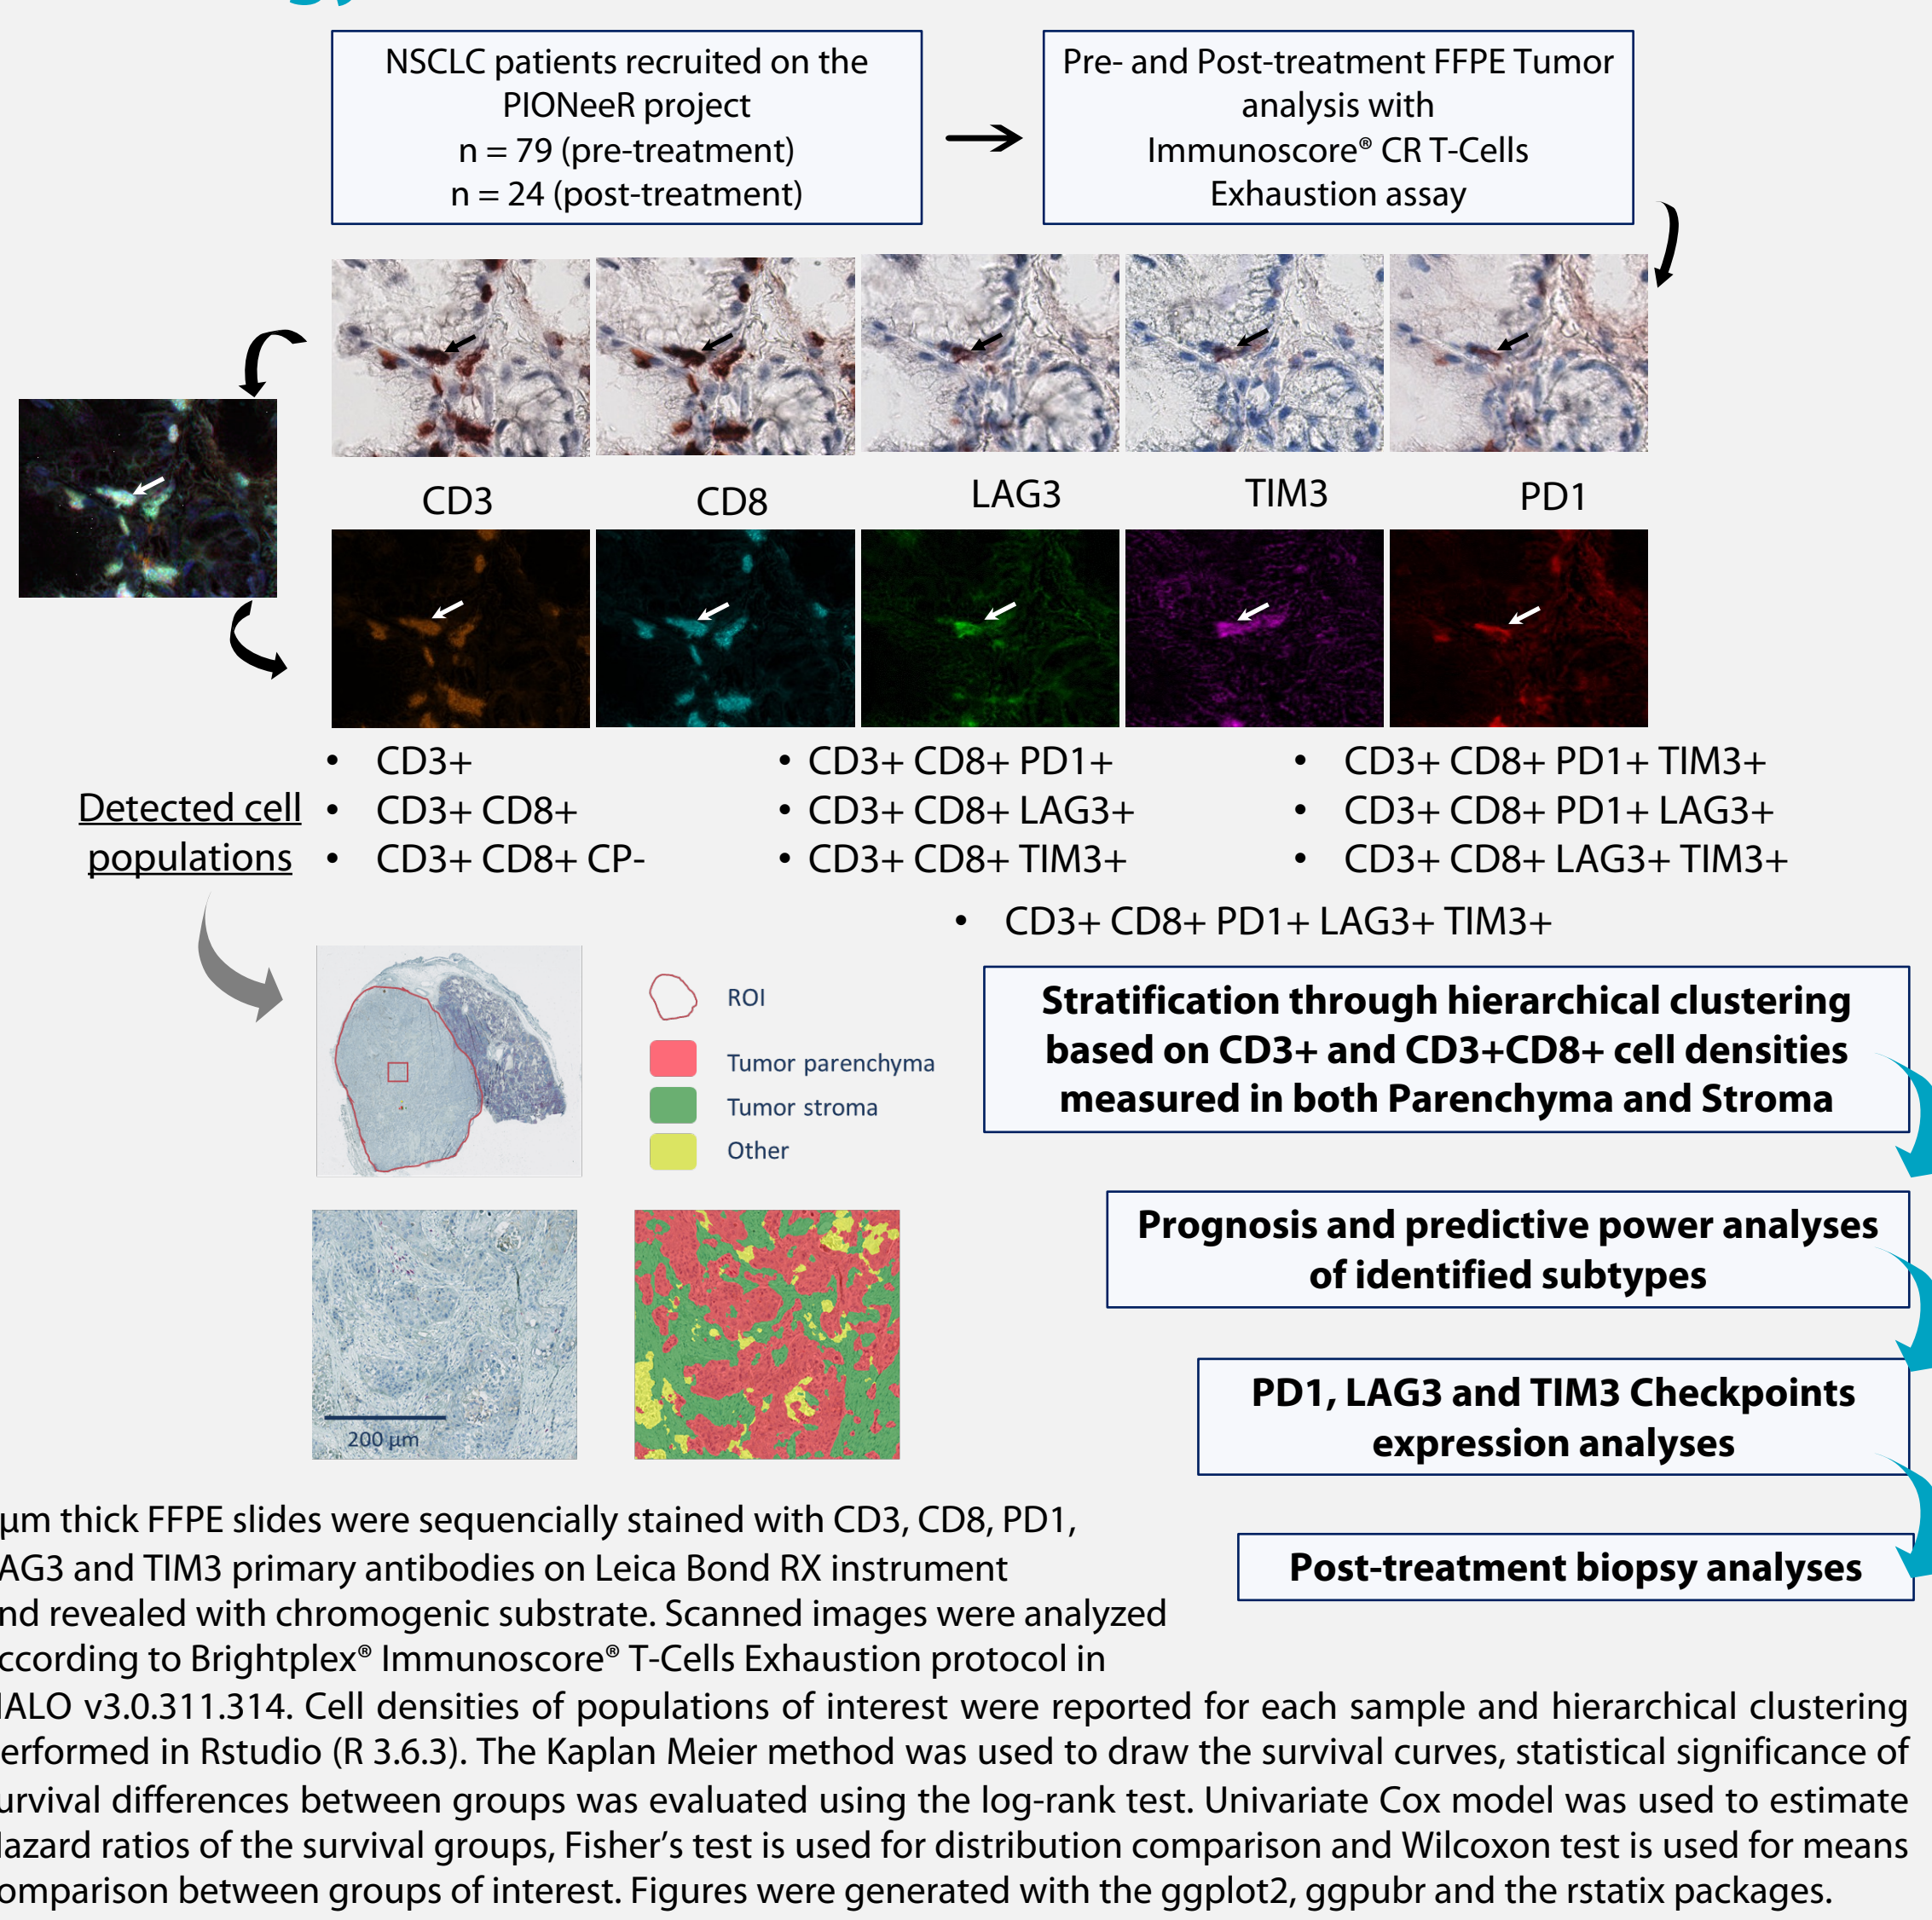 NSCLC patients recruited on the
PIONeeR project
n = 79 (pre-treatment)
n = 24 (post-treatment)
Pre- and Post-treatment FFPE Tumor
analysis with
Immunoscore® CR T-Cells
Exhaustion assay
CD3
CD8
LAG3
TIM3
PD1
Detected cell
populations
• CD3+
• CD3+ CD8+
• CD3+ CD8+ CP-
• CD3+ CD8+ PD1+
• CD3+ CD8+ LAG3+
• CD3+ CD8+ TIM3+
• CD3+ CD8+ PD1+ TIM3+
• CD3+ CD8+ PD1+ LAG3+
• CD3+ CD8+ LAG3+ TIM3+
• CD3+ CD8+ PD1+ LAG3+ TIM3+
ROI
Tumor parenchyma
Tumor stroma
Other
200 µm
Stratification through hierarchical clustering
based on CD3+ and CD3+CD8+ cell densities
measured in both Parenchyma and Stroma
Prognosis and predictive power analyses
of identified subtypes
PD1, LAG3 and TIM3 Checkpoints
expression analyses
Post-treatment biopsy analyses
µm thick FFPE slides were sequencially stained with CD3, CD8, PD1,
AG3 and TIM3 primary antibodies on Leica Bond RX instrument
nd revealed with chromogenic substrate. Scanned images were analyzed
ccording to Brightplex® Immunoscore® T-Cells Exhaustion protocol in
HALO v3.0.311.314. Cell densities of populations of interest were reported for each sample and hierarchical clustering
erformed in Rstudio (R 3.6.3). The Kaplan Meier method was used to draw the survival curves, statistical significance of
urvival differences between groups was evaluated using the log-rank test. Univariate Cox model was used to estimate
Hazard ratios of the survival groups, Fisher's test is used for distribution comparison and Wilcoxon test is used for means
omparison between groups of interest. Figures were generated with the ggplot2, ggpubr and the rstatix packages.